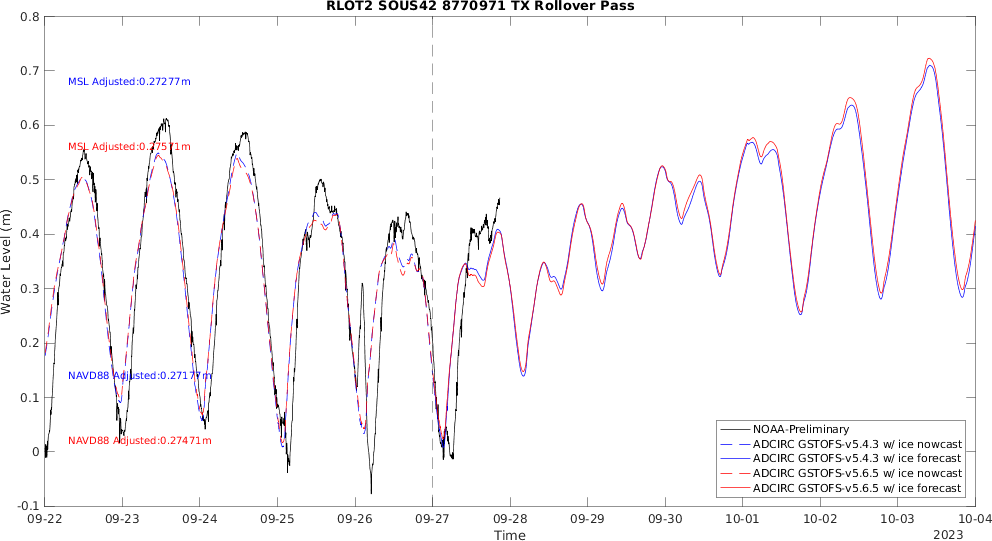 RLOT2 SOUS42 8770971 TX Rollover Pass
0.8
0.7
0.6
0.5
0.4
0.3
0.2
0.1
0
-0.1
Water Level (m)
MSL Adjusted:0.27277m
MSL Adjusted:0.27571m
NAVD88 Adjusted:0.27177m
NAVD88 Adjusted:0.27471m
NOAA-Preliminary
ADCIRC GSTOFS-v5.4.3 w/ ice nowcast
ADCIRC GSTOFS-v5.4.3 w/ ice forecast
ADCIRC GSTOFS-v5.6.5 w/ ice nowcast
ADCIRC GSTOFS-v5.6.5 w/ ice forecast
09-22 09-23 09-24 09-25 09-26 09-27 09-28 09-29 09-30 10-01 10-02 10-03 10-04
Time
2023